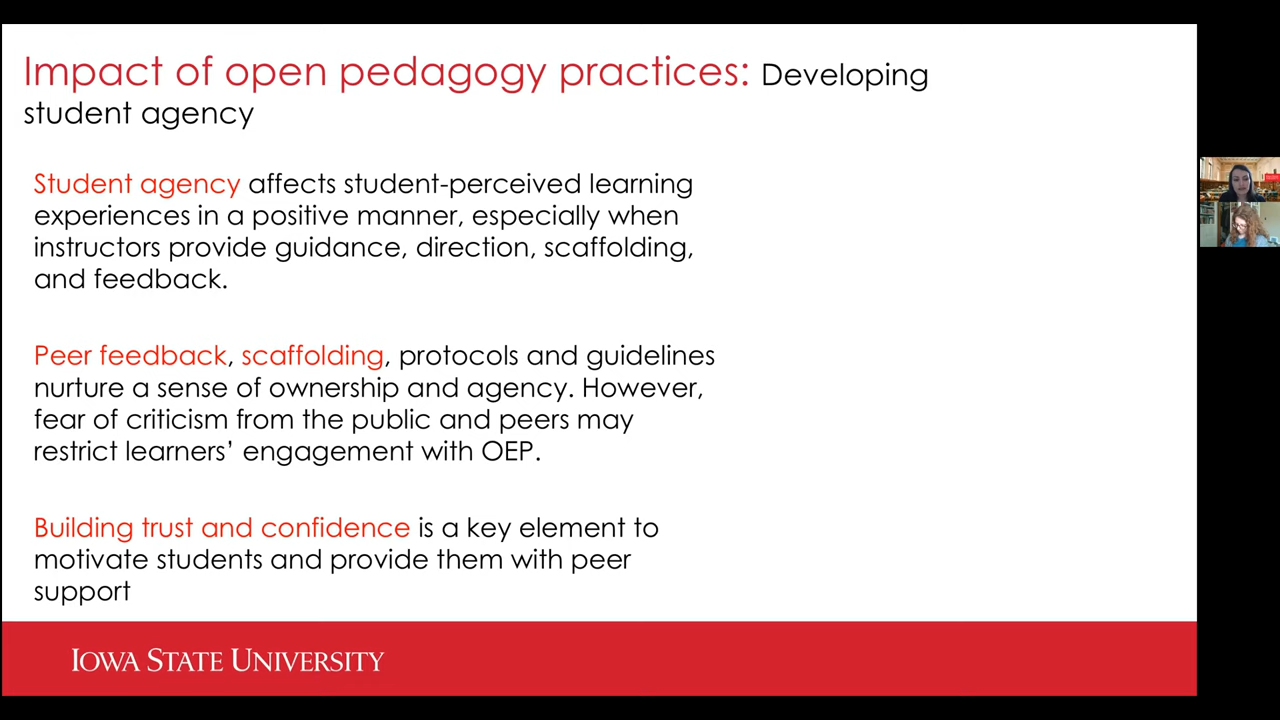 Impact of open pedagogy practices: Developing
student agency
Student agency affects student-perceived learning
experiences in a positive manner, especially when
instructors provide guidance, direction, scaffolding,
and feedback.
Peer feedback, scaffolding, protocols and guidelines
nurture a sense of ownership and agency. However,
fear of criticism from the public and peers may
restrict learners’ engagement with OEP.
Building trust and confidence is a key element to
motivate students and provide them with peer
support
IOWA STATE UNIVERSITY